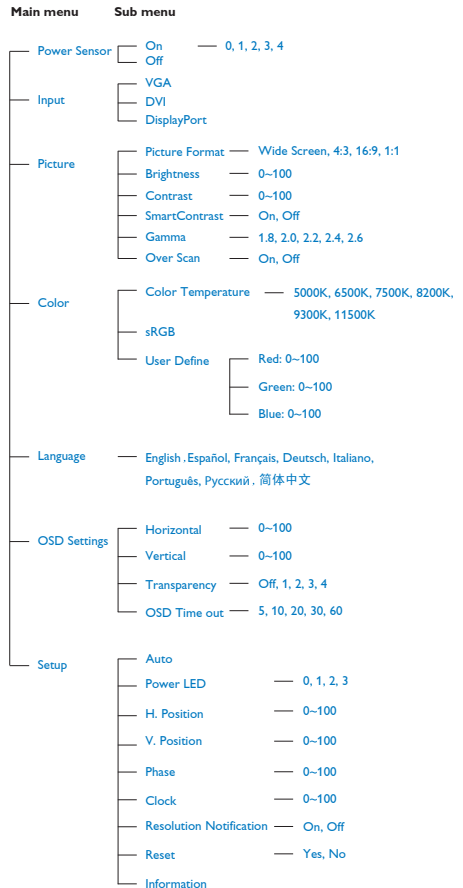 Main menu Sub menu
Power Sensor On 0, 1, 2, 3, 4
Off
Input VGA
DVI
DisplayPort
Picture Picture Format Wide Screen, 4:3, 16:9, 1:1
Brightness 0~100
Contrast 0~100
SmartContrast On, Off
Gamma 1.8, 2.0, 2.2, 2.4, 2.6
Over Scan On, Off
Color Color Temperature 5000K, 6500K, 7500K, 8200K,
9300K, 11500K
sRGB
User Define Red: 0~100
Green: 0~100
Blue: 0~100
Language English , Español, Français, Deutsch, Italiano,
Português, Русский , 简体中文
OSD Settings Horizontal 0~100
Vertical 0~100
Transparency Off, 1, 2, 3, 4
OSD Time out 5, 10, 20, 30, 60
Setup Auto
Power LED 0, 1, 2, 3
H. Position 0~100
V. Position 0~100
Phase 0~100
Clock 0~100
Resolution Notification On, Off
Reset Yes, No
Information